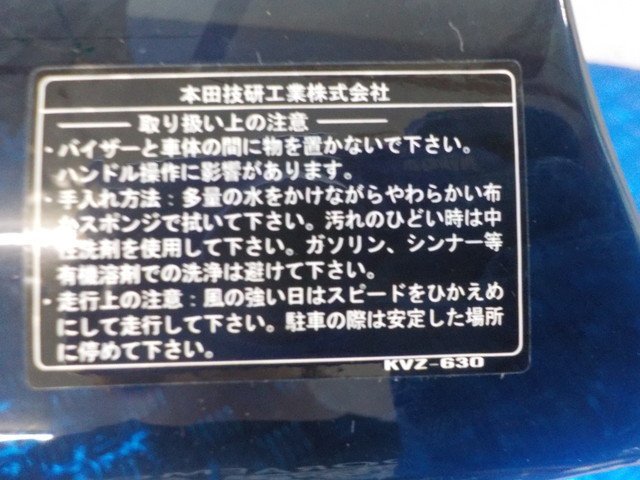 本田技研工業株式会社
取り扱い上の注意
・バイザーと車体の間に物を置かないで下さい。
ハンドル操作に影響があります。
・手入れ方法：多量の水をかけながらやわらかい布
かスポンジで拭いて下さい。汚れのひどい時は中
性洗剤を使用して下さい。ガソリン、シンナー等
有機溶剤での洗浄は避けて下さい。
・走行上の注意：風の強い日はスピードをひかえめ
にして走行して下さい。駐車の際は安定した場所
に停めて下さい。
KVZ-630